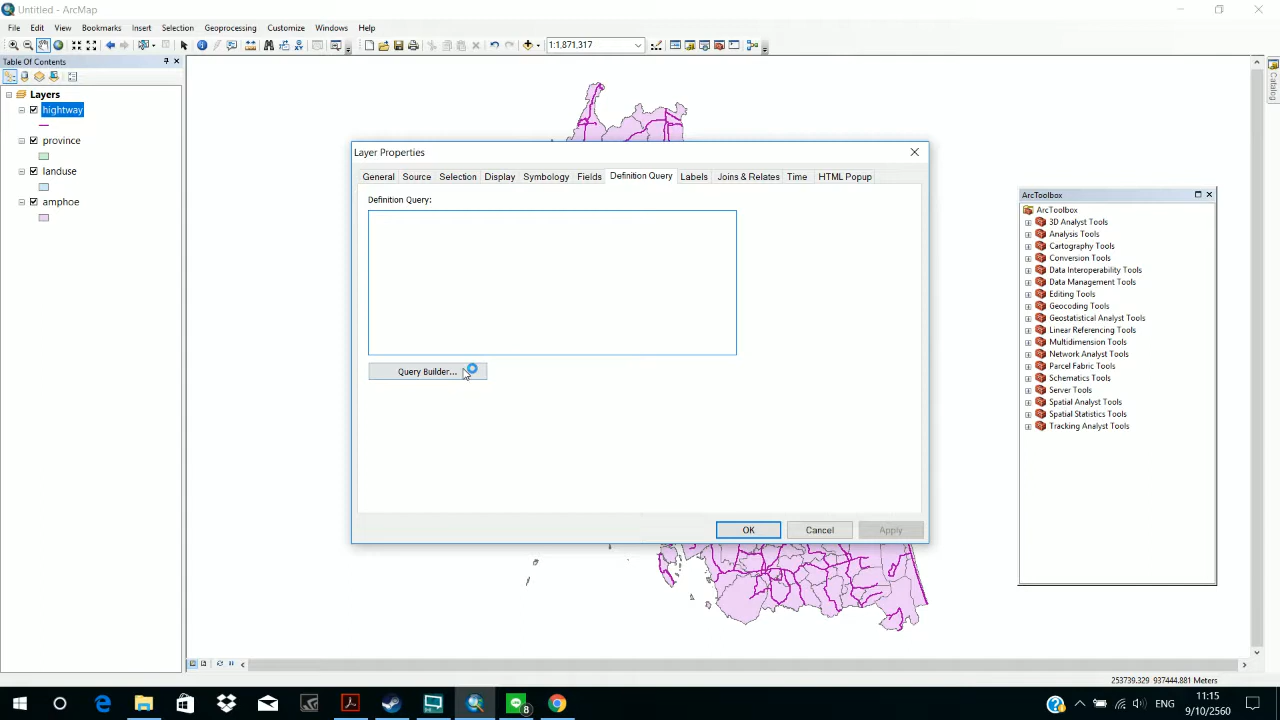 Untitled - ArcMap
File Edit View Bookmarks Insert Selection Geoprocessing Customize Windows Help
1:1,871,317
Table Of Contents
Layers
hightway
province
landuse
amphoe
Layer Properties
General Source Selection Display Symbology Fields Definition Query Labels Joins & Relates Time HTML Popup
Definition Query:
Query Builder...
OK Cancel Apply
ArcToolbox
ArcToolbox
3D Analyst Tools
Analysis Tools
Cartography Tools
Conversion Tools
Data Interoperability Tools
Data Management Tools
Editing Tools
Geocoding Tools
Geostatistical Analyst Tools
Linear Referencing Tools
Multidimension Tools
Network Analyst Tools
Parcel Fabric Tools
Schematics Tools
Server Tools
Spatial Analyst Tools
Spatial Statistics Tools
Tracking Analyst Tools
Catalog
253739.329 937444.881 Meters
8
ENG
11:15
9/10/2560